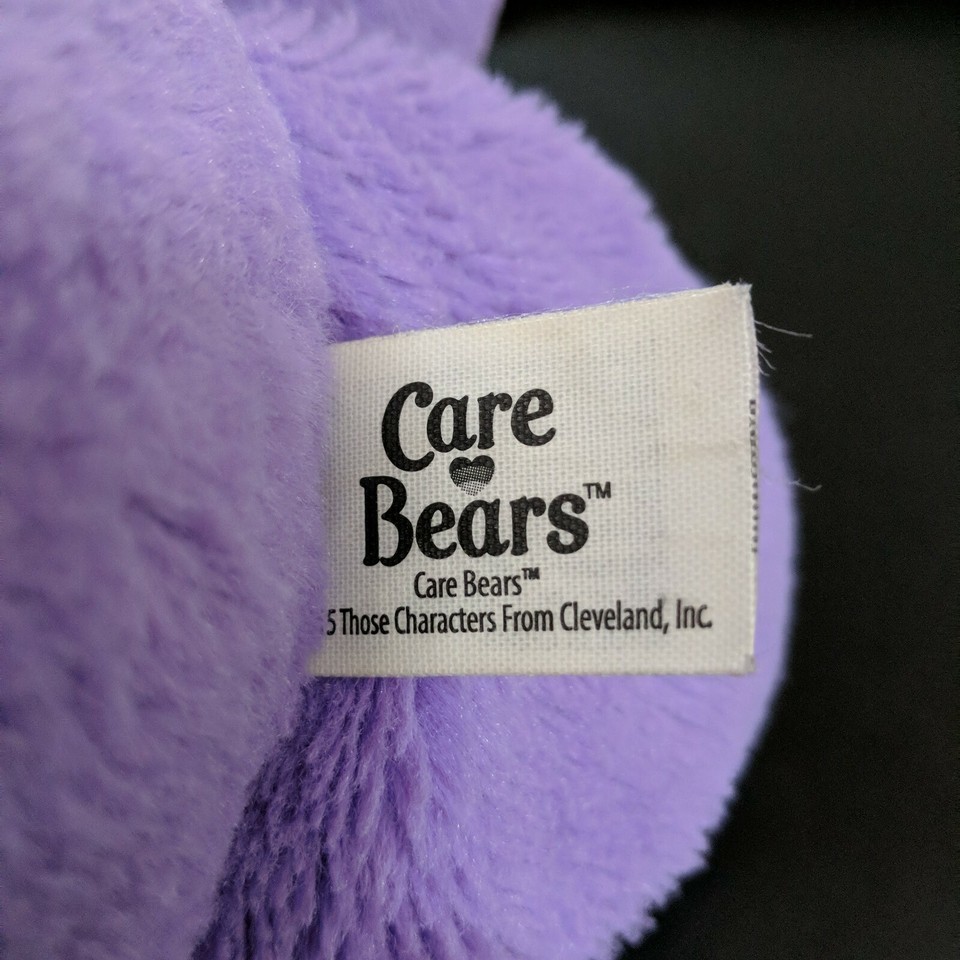 Care
Bears™
Care Bears™
5 Those Characters From Cleveland, Inc.